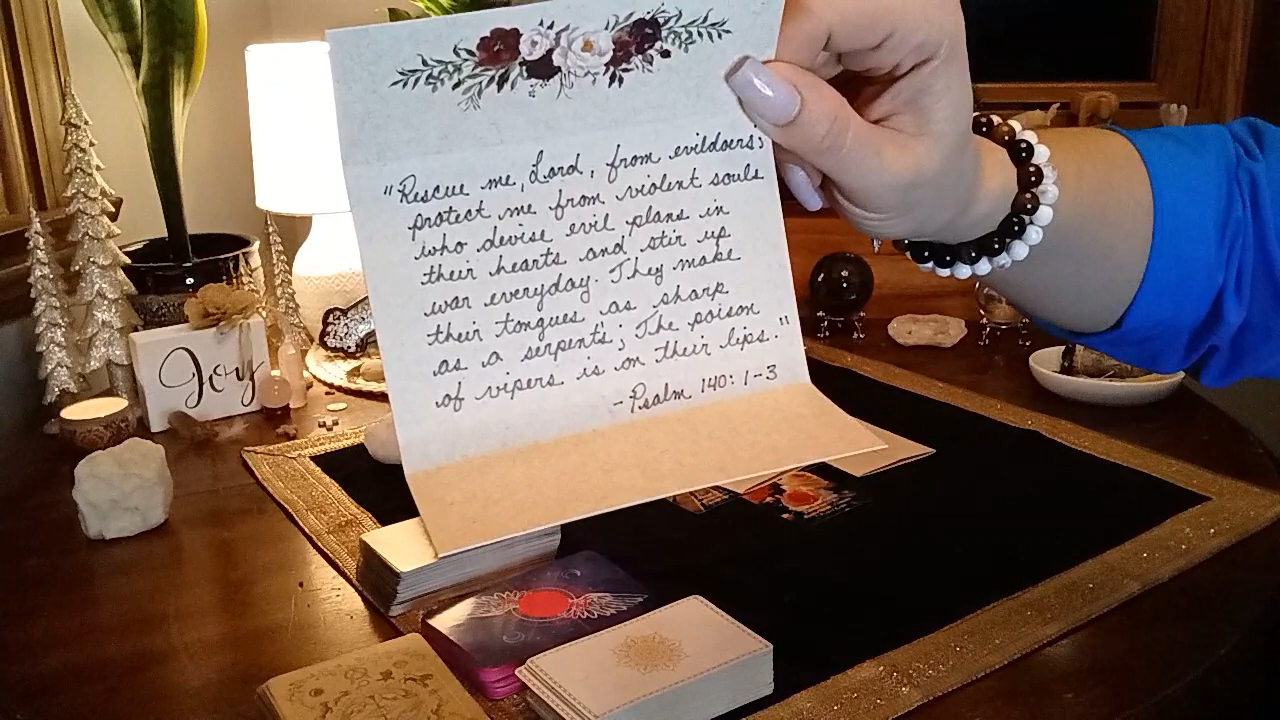 "Rescue me, Lord, from evildoers;
protect me from violent souls
who devise evil plans in
their hearts and stir up
war everyday. They make
their tongues as sharp
as a serpents; The poison
of vipers is on their lips."
- Psalm 140: 1-3
Joy